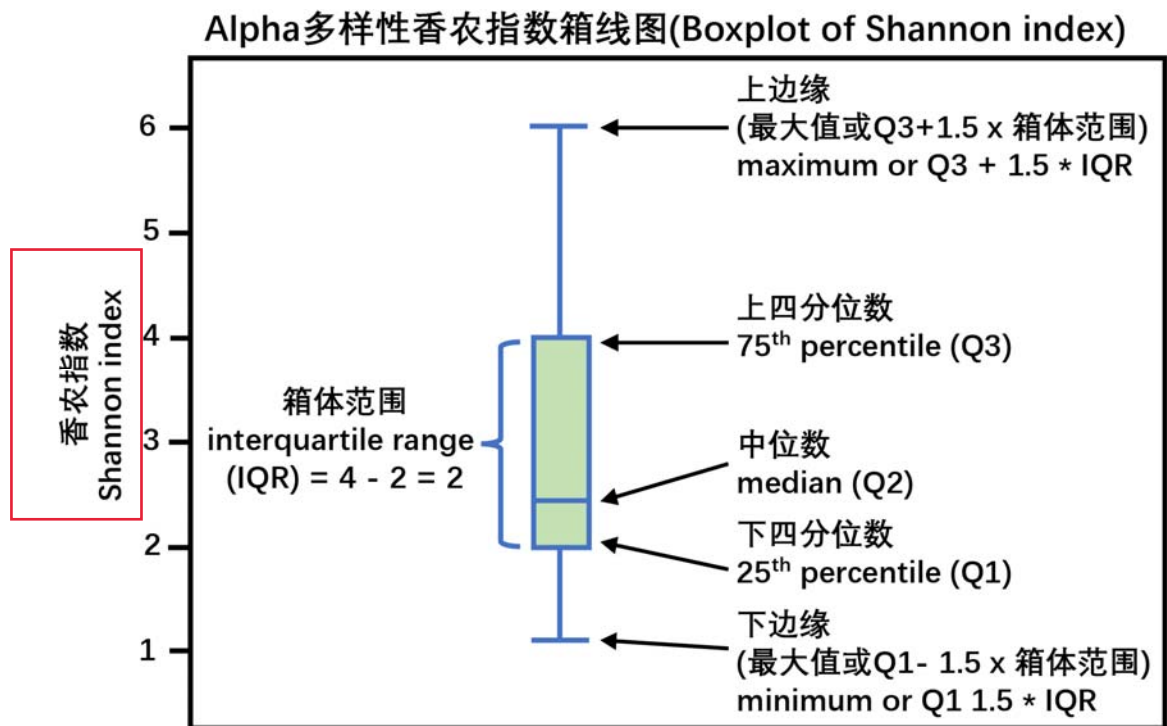 Alpha多样性香农指数箱线图(Boxplot of Shannon index)
上边缘
(最大值或Q3+1.5 x 箱体范围)
maximum or Q3 + 1.5 * IQR
6
5
4
3
2
1
香农指数
Shannon index
上四分位数
75th percentile (Q3)
箱体范围
interquartile range
(IQR) = 4 - 2 = 2
中位数
median (Q2)
下四分位数
25th percentile (Q1)
下边缘
(最大值或Q1- 1.5 x 箱体范围)
minimum or Q1 1.5 * IQR